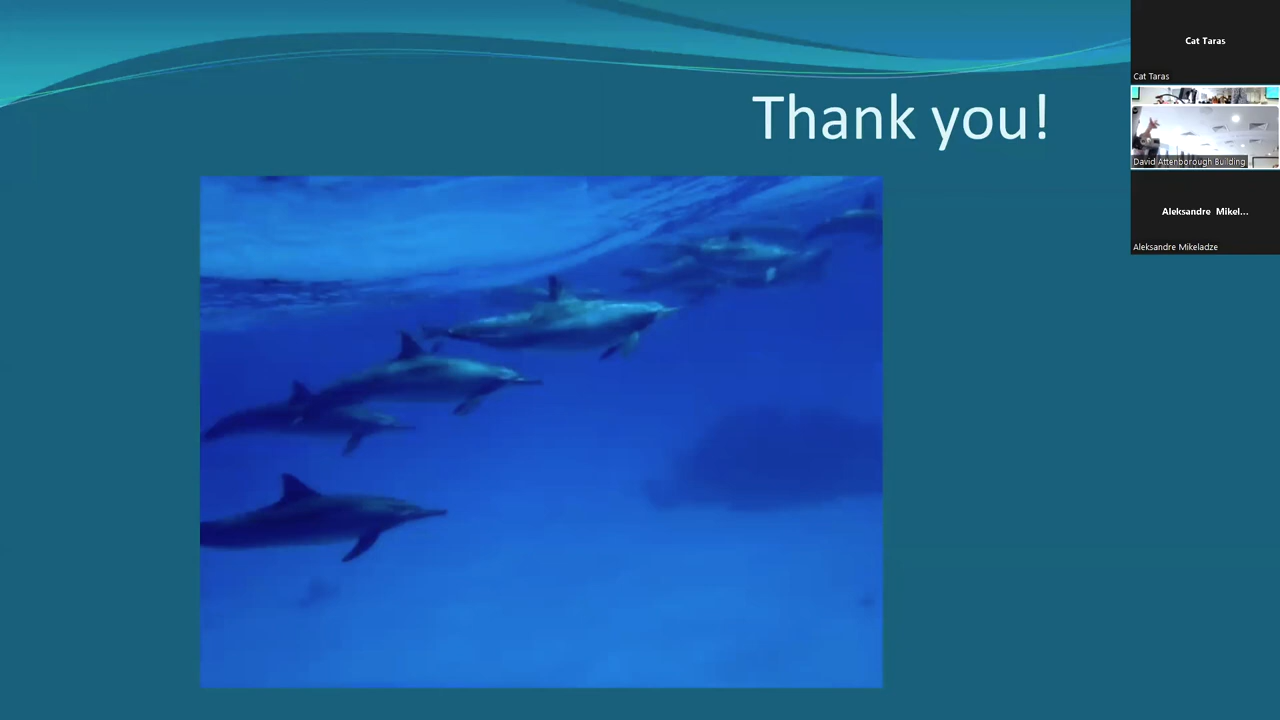 Thank you!
Cat Taras
Cat Taras
David Attenborough Building
Aleksandre Mikel...
Aleksandre Mikeladze